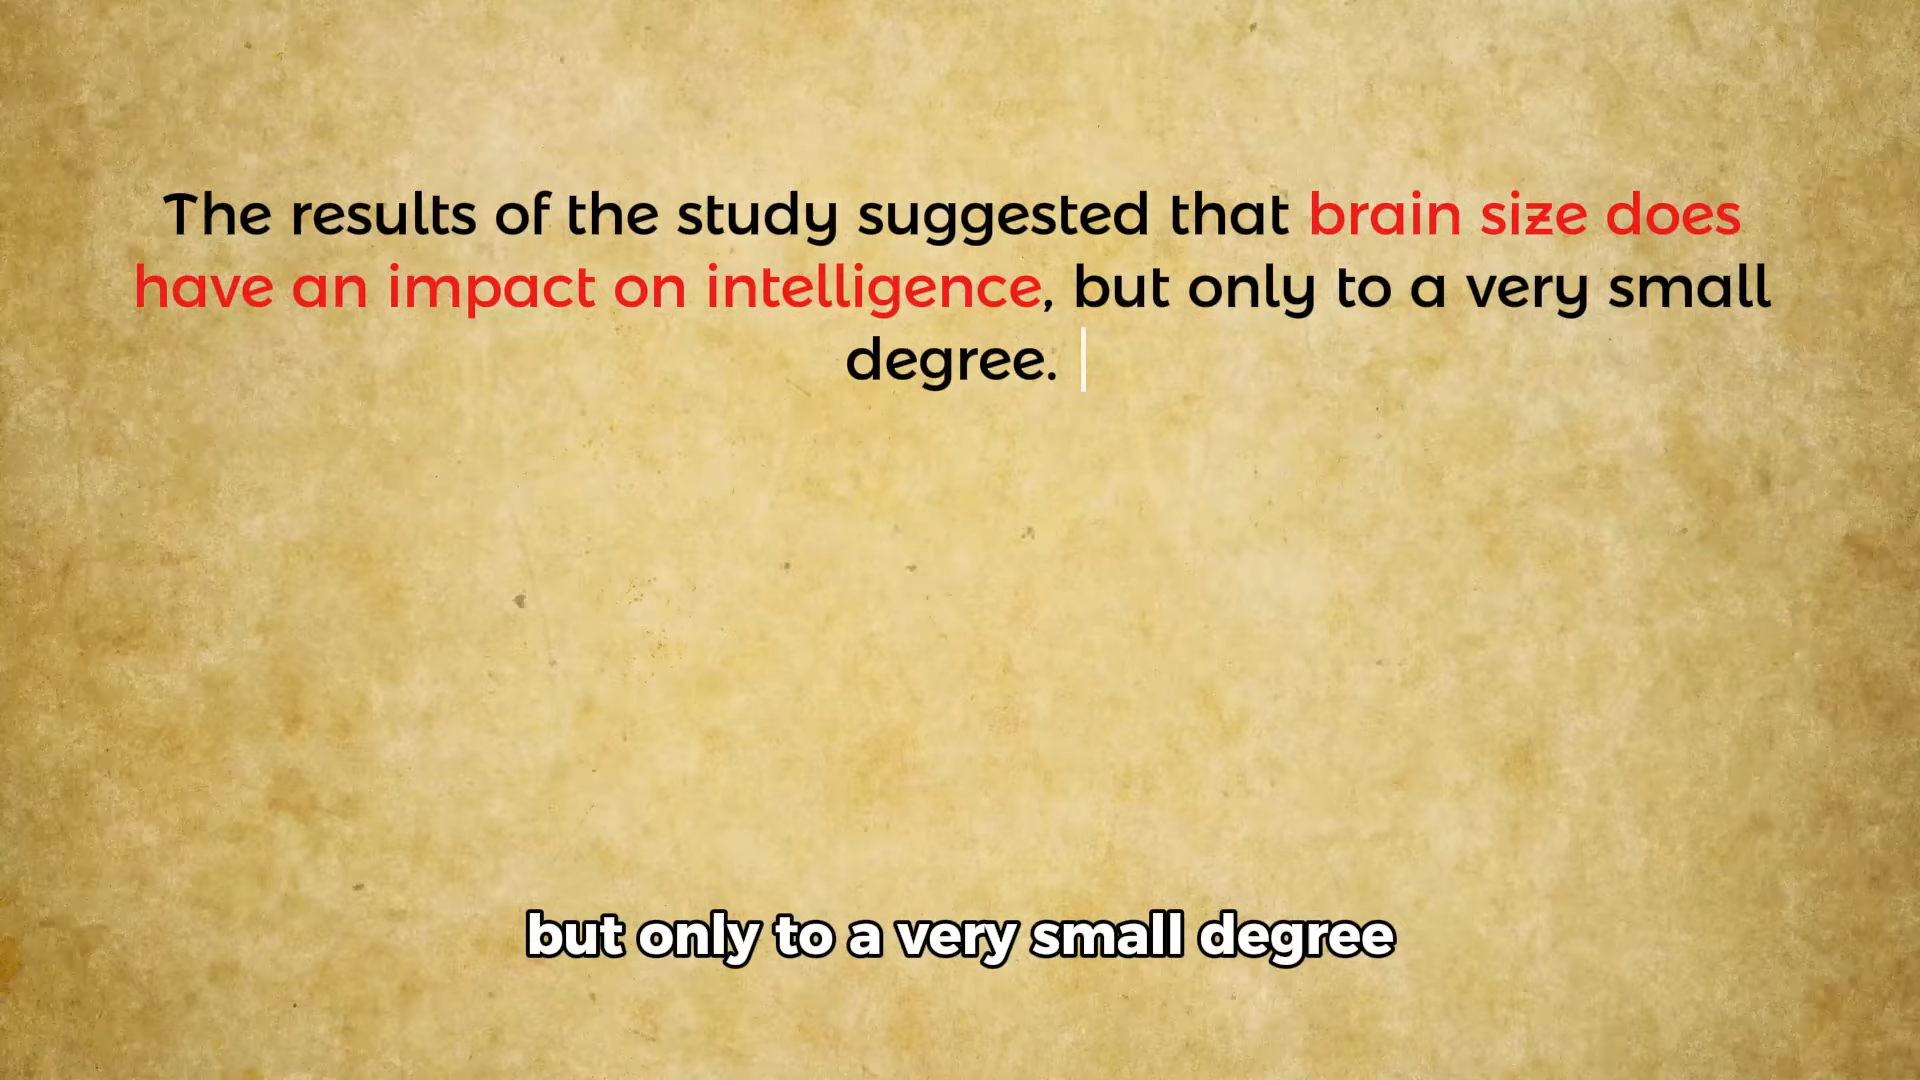 The results of the study suggested that brain size does
have an impact on intelligence, but only to a very small
degree.
but only to a very small degree